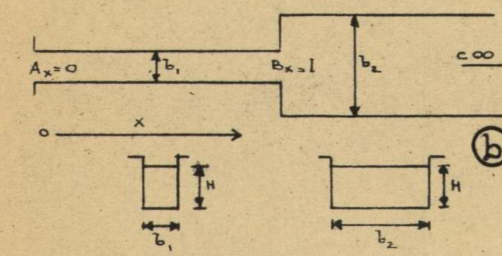 A x=0 b₁ B x=l b₂ C ∞
0 x
b
H H
b₁ b₂